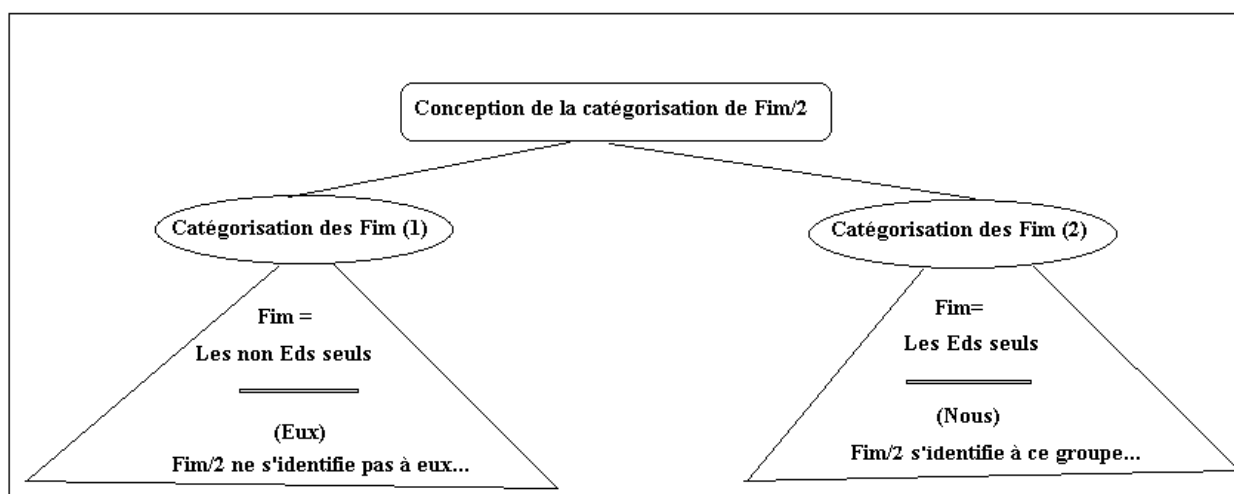 Conception de la catégorisation de Fim/2
Catégorisation des Fim (1)
Fim =
Les non Eds seuls
(Eux)
Fim/2 ne s'identifie pas à eux...
Catégorisation des Fim (2)
Fim=
Les Eds seuls
(Nous)
Fim/2 s'identifie à ce groupe...